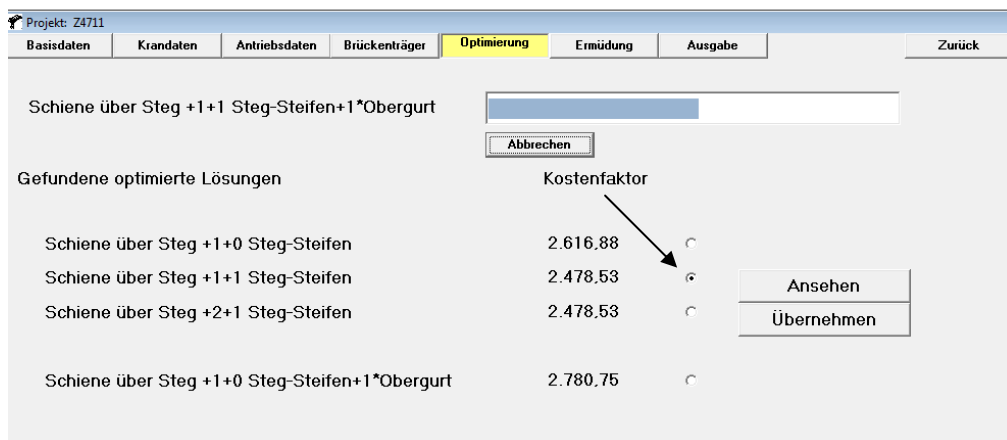 Projekt: Z4711
Basisdaten Krandaten Antriebsdaten Brückenträger Optimierung Ermüdung Ausgabe Zurück
Schiene über Steg +1+1 Steg-Steifen+1*Obergurt
Abbrechen
Gefundene optimierte Lösungen Kostenfaktor
Schiene über Steg +1+0 Steg-Steifen 2.616,88
Schiene über Steg +1+1 Steg-Steifen 2.478,53
Ansehen
Schiene über Steg +2+1 Steg-Steifen 2.478,53
Übernehmen
Schiene über Steg +1+0 Steg-Steifen+1*Obergurt 2.780,75